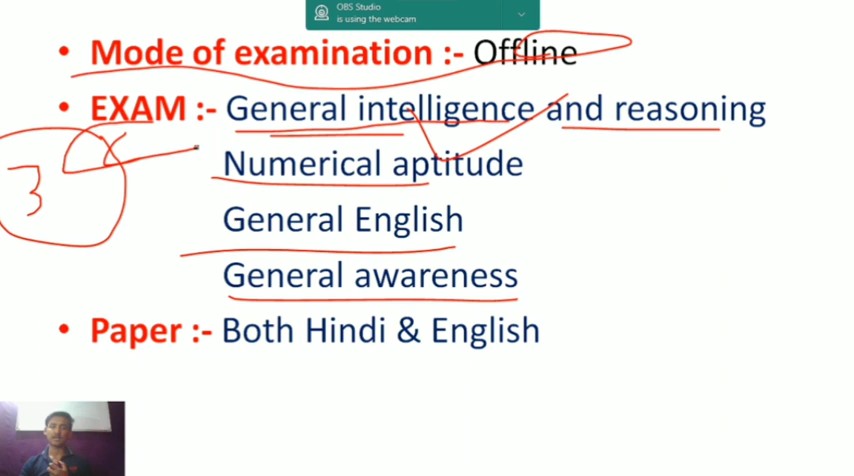 OBS Studio
is using the webcam
• Mode of examination :- Offline
• EXAM :- General intelligence and reasoning
Numerical aptitude
3
General English
General awareness
• Paper :- Both Hindi & English